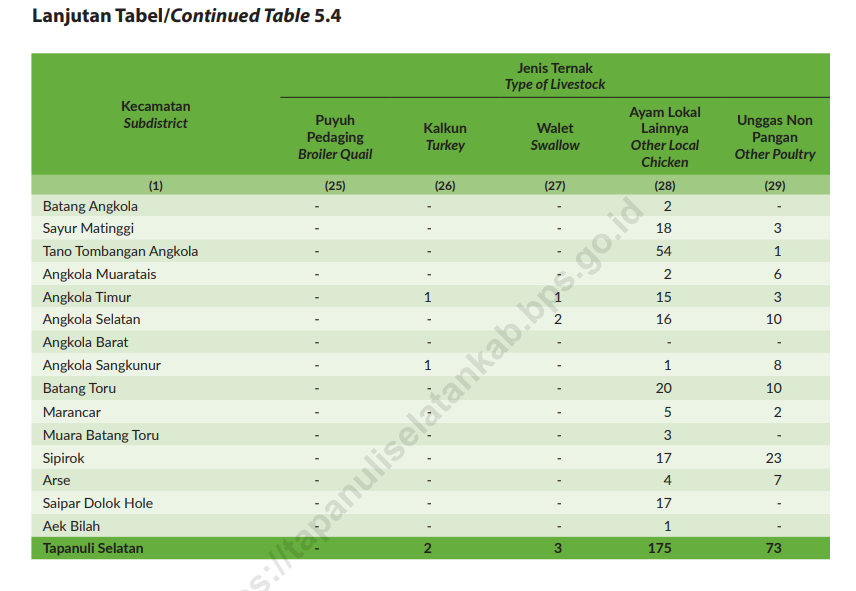 Lanjutan Tabel/Continued Table 5.4
Jenis Ternak
Type of Livestock
Kecamatan
Subdistrict
Puyuh
Pedaging
Broiler Quail
Kalkun
Turkey
Walet
Swallow
Ayam Lokal
Lainnya
Other Local
Chicken
Unggas Non
Pangan
Other Poultry
(1) (25) (26) (27) (28) (29)
Batang Angkola - - - 2 -
Sayur Matinggi - - - 18 3
Tano Tombangan Angkola - - - 54 1
Angkola Muaratais - - - 2 6
Angkola Timur - 1 1 15 3
Angkola Selatan - - 2 16 10
Angkola Barat - - - - -
Angkola Sangkunur - 1 - 1 8
Batang Toru - - - 20 10
Marancar - - - 5 2
Muara Batang Toru - - - 3 -
Sipirok - - - 17 23
Arse - - - 4 7
Saipar Dolok Hole - - - 17 -
Aek Bilah - - - 1 -
Tapanuli Selatan - 2 3 175 73
ps://tapanuliselatankab.bps.go.id